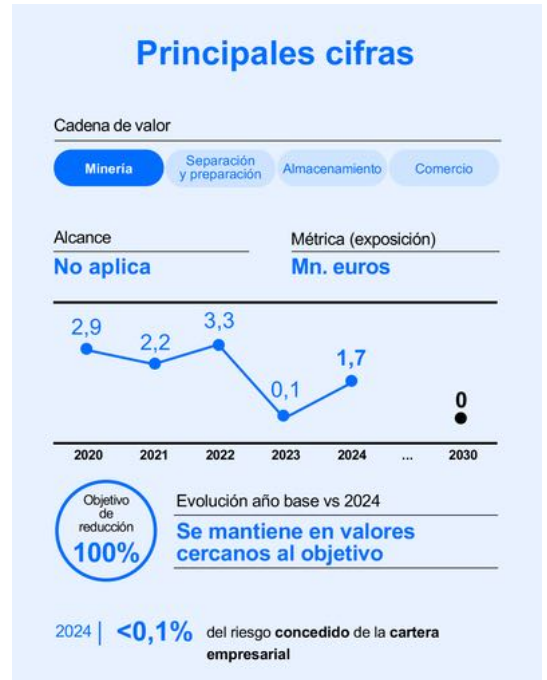 Principales cifras
Cadena de valor
Minería
Separación
y preparación
Almacenamiento
Comercio
Alcance
Métrica (exposición)
No aplica
Mn. euros
2,9
2,2
3,3
0,1
1,7
0
2020
2021
2022
2023
2024
...
2030
Objetivo
de
reducción
100%
Evolución año base vs 2024
Se mantiene en valores
cercanos al objetivo
2024 | <0,1% del riesgo concedido de la cartera
empresarial